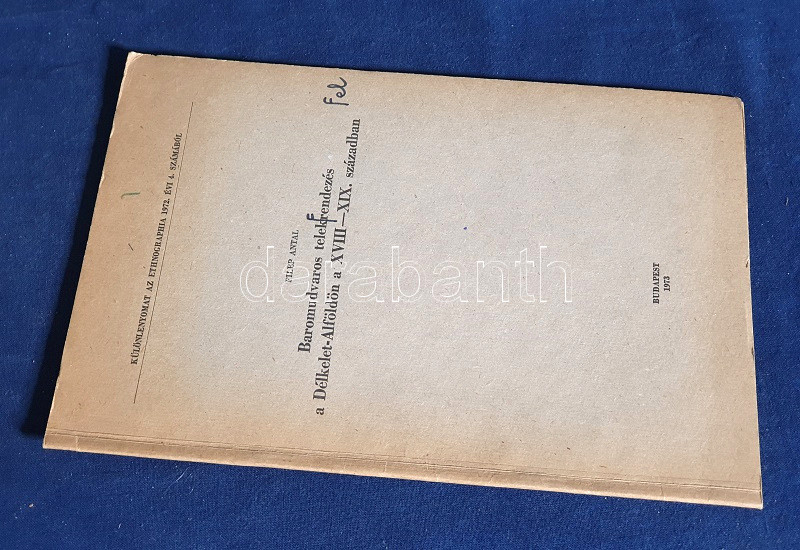 KÜLÖNLENYOMAT AZ ETHNOGRAPHIA 1972. ÉVI 4. SZÁMÁBÓL
Fel
FILEP ANTAL
F
Baromudvaros telekrendezés
a Délkelet-Alföldön a XVIII—XIX. században
BUDAPEST
1973
darabanth